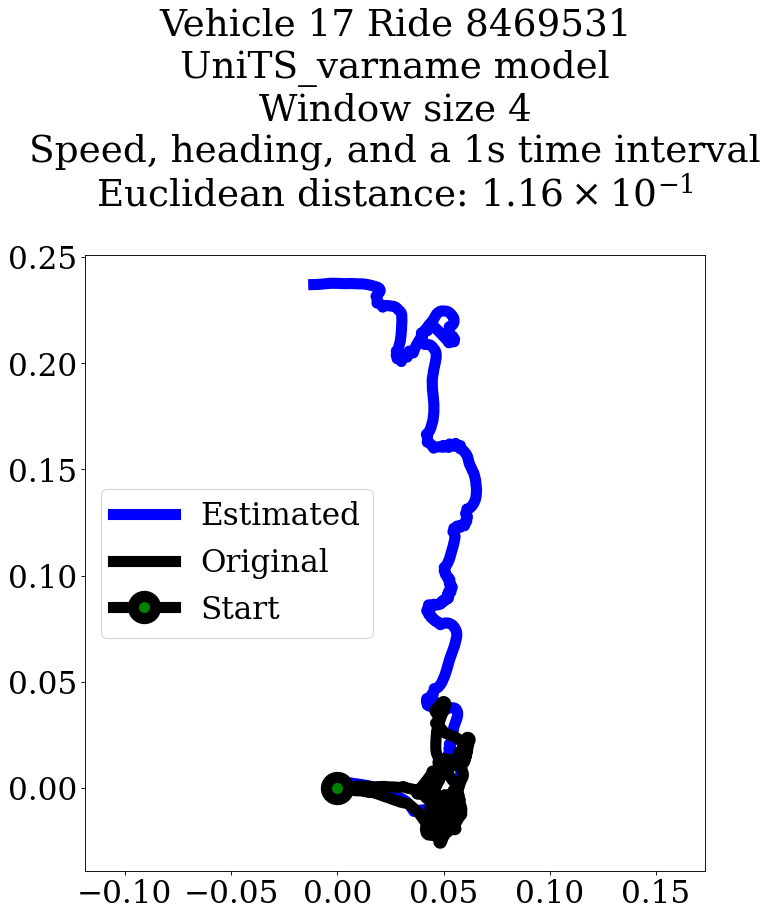 Vehicle 17 Ride 8469531
UniTS_varname model
Window size 4
Speed, heading, and a 1s time interval
Euclidean distance: 1.16 × 10⁻¹
0.25
0.20
0.15
0.10
0.05
0.00
Estimated
Original
Start
−0.10 −0.05 0.00 0.05 0.10 0.15